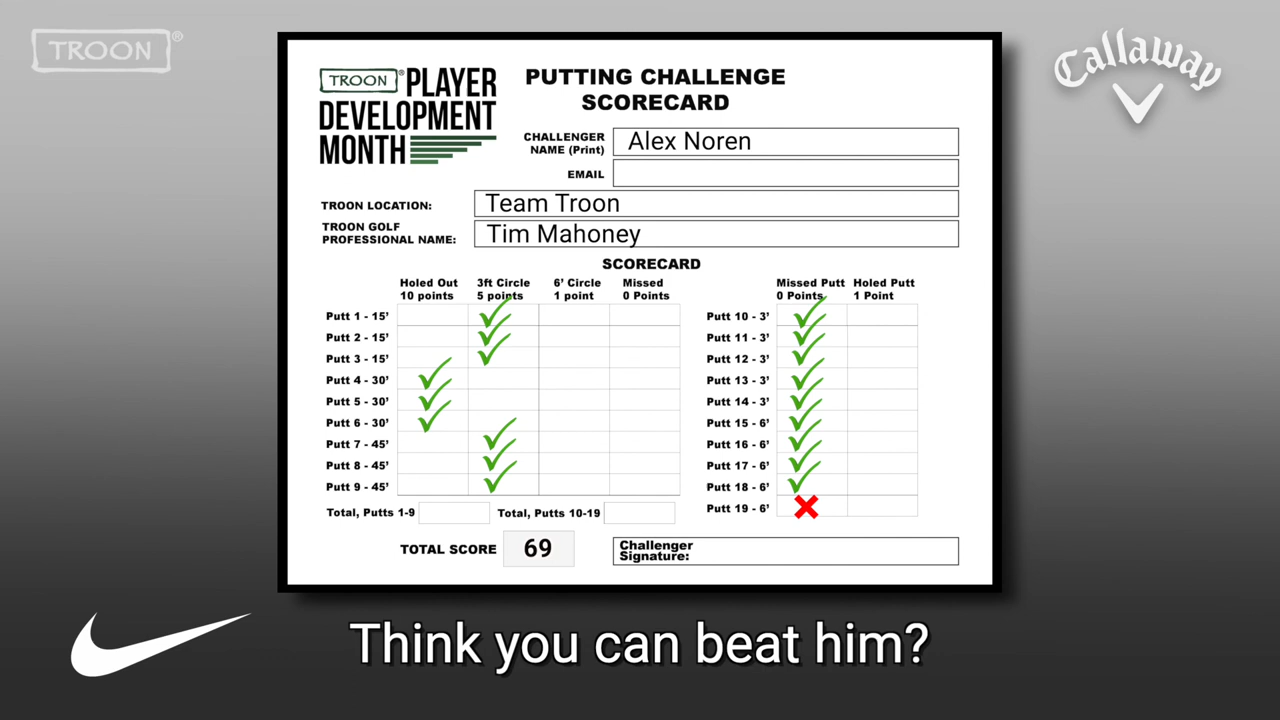 TROON®
Callaway
TROON® PLAYER
DEVELOPMENT
MONTH
PUTTING CHALLENGE
SCORECARD
CHALLENGER
NAME (Print)
Alex Noren
EMAIL
TROON LOCATION:
Team Troon
TROON GOLF
PROFESSIONAL NAME:
Tim Mahoney
SCORECARD
Holed Out
10 points
3ft Circle
5 points
6’ Circle
1 point
Missed
0 Points
Missed Putt
0 Points
Holed Putt
1 Point
Putt 1 - 15’
Putt 2 - 15’
Putt 3 - 15’
Putt 4 - 30’
Putt 5 - 30’
Putt 6 - 30’
Putt 7 - 45’
Putt 8 - 45’
Putt 9 - 45’
Putt 10 - 3’
Putt 11 - 3’
Putt 12 - 3’
Putt 13 - 3’
Putt 14 - 3’
Putt 15 - 6’
Putt 16 - 6’
Putt 17 - 6’
Putt 18 - 6’
Putt 19 - 6’
Total, Putts 1-9
Total, Putts 10-19
TOTAL SCORE 69
Challenger
Signature:
Think you can beat him?